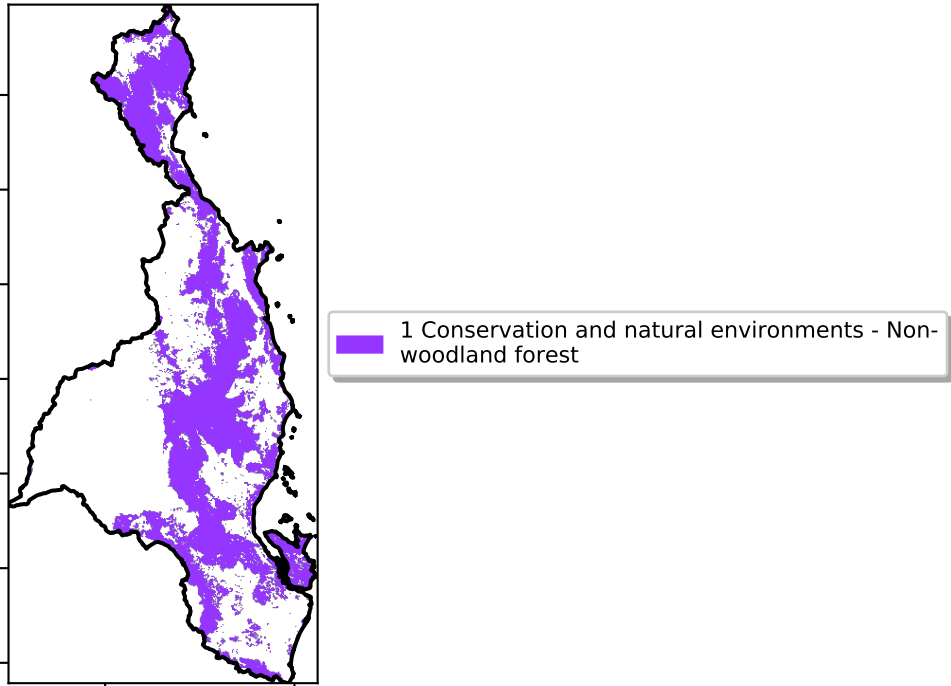 1 Conservation and natural environments - Non-
woodland forest